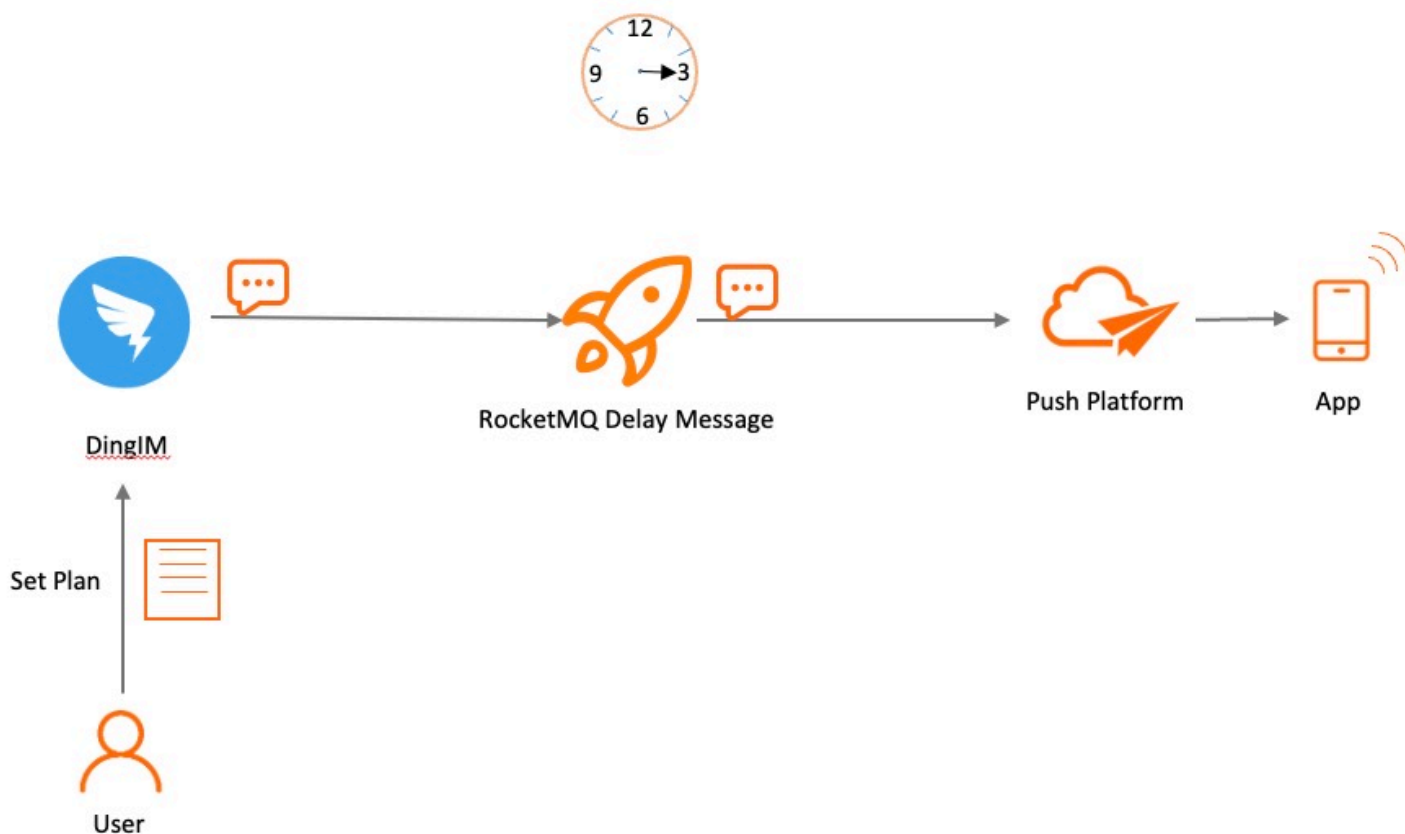 12
9
3
6
RocketMQ Delay Message
Push Platform
App
DingIM
Set Plan
User